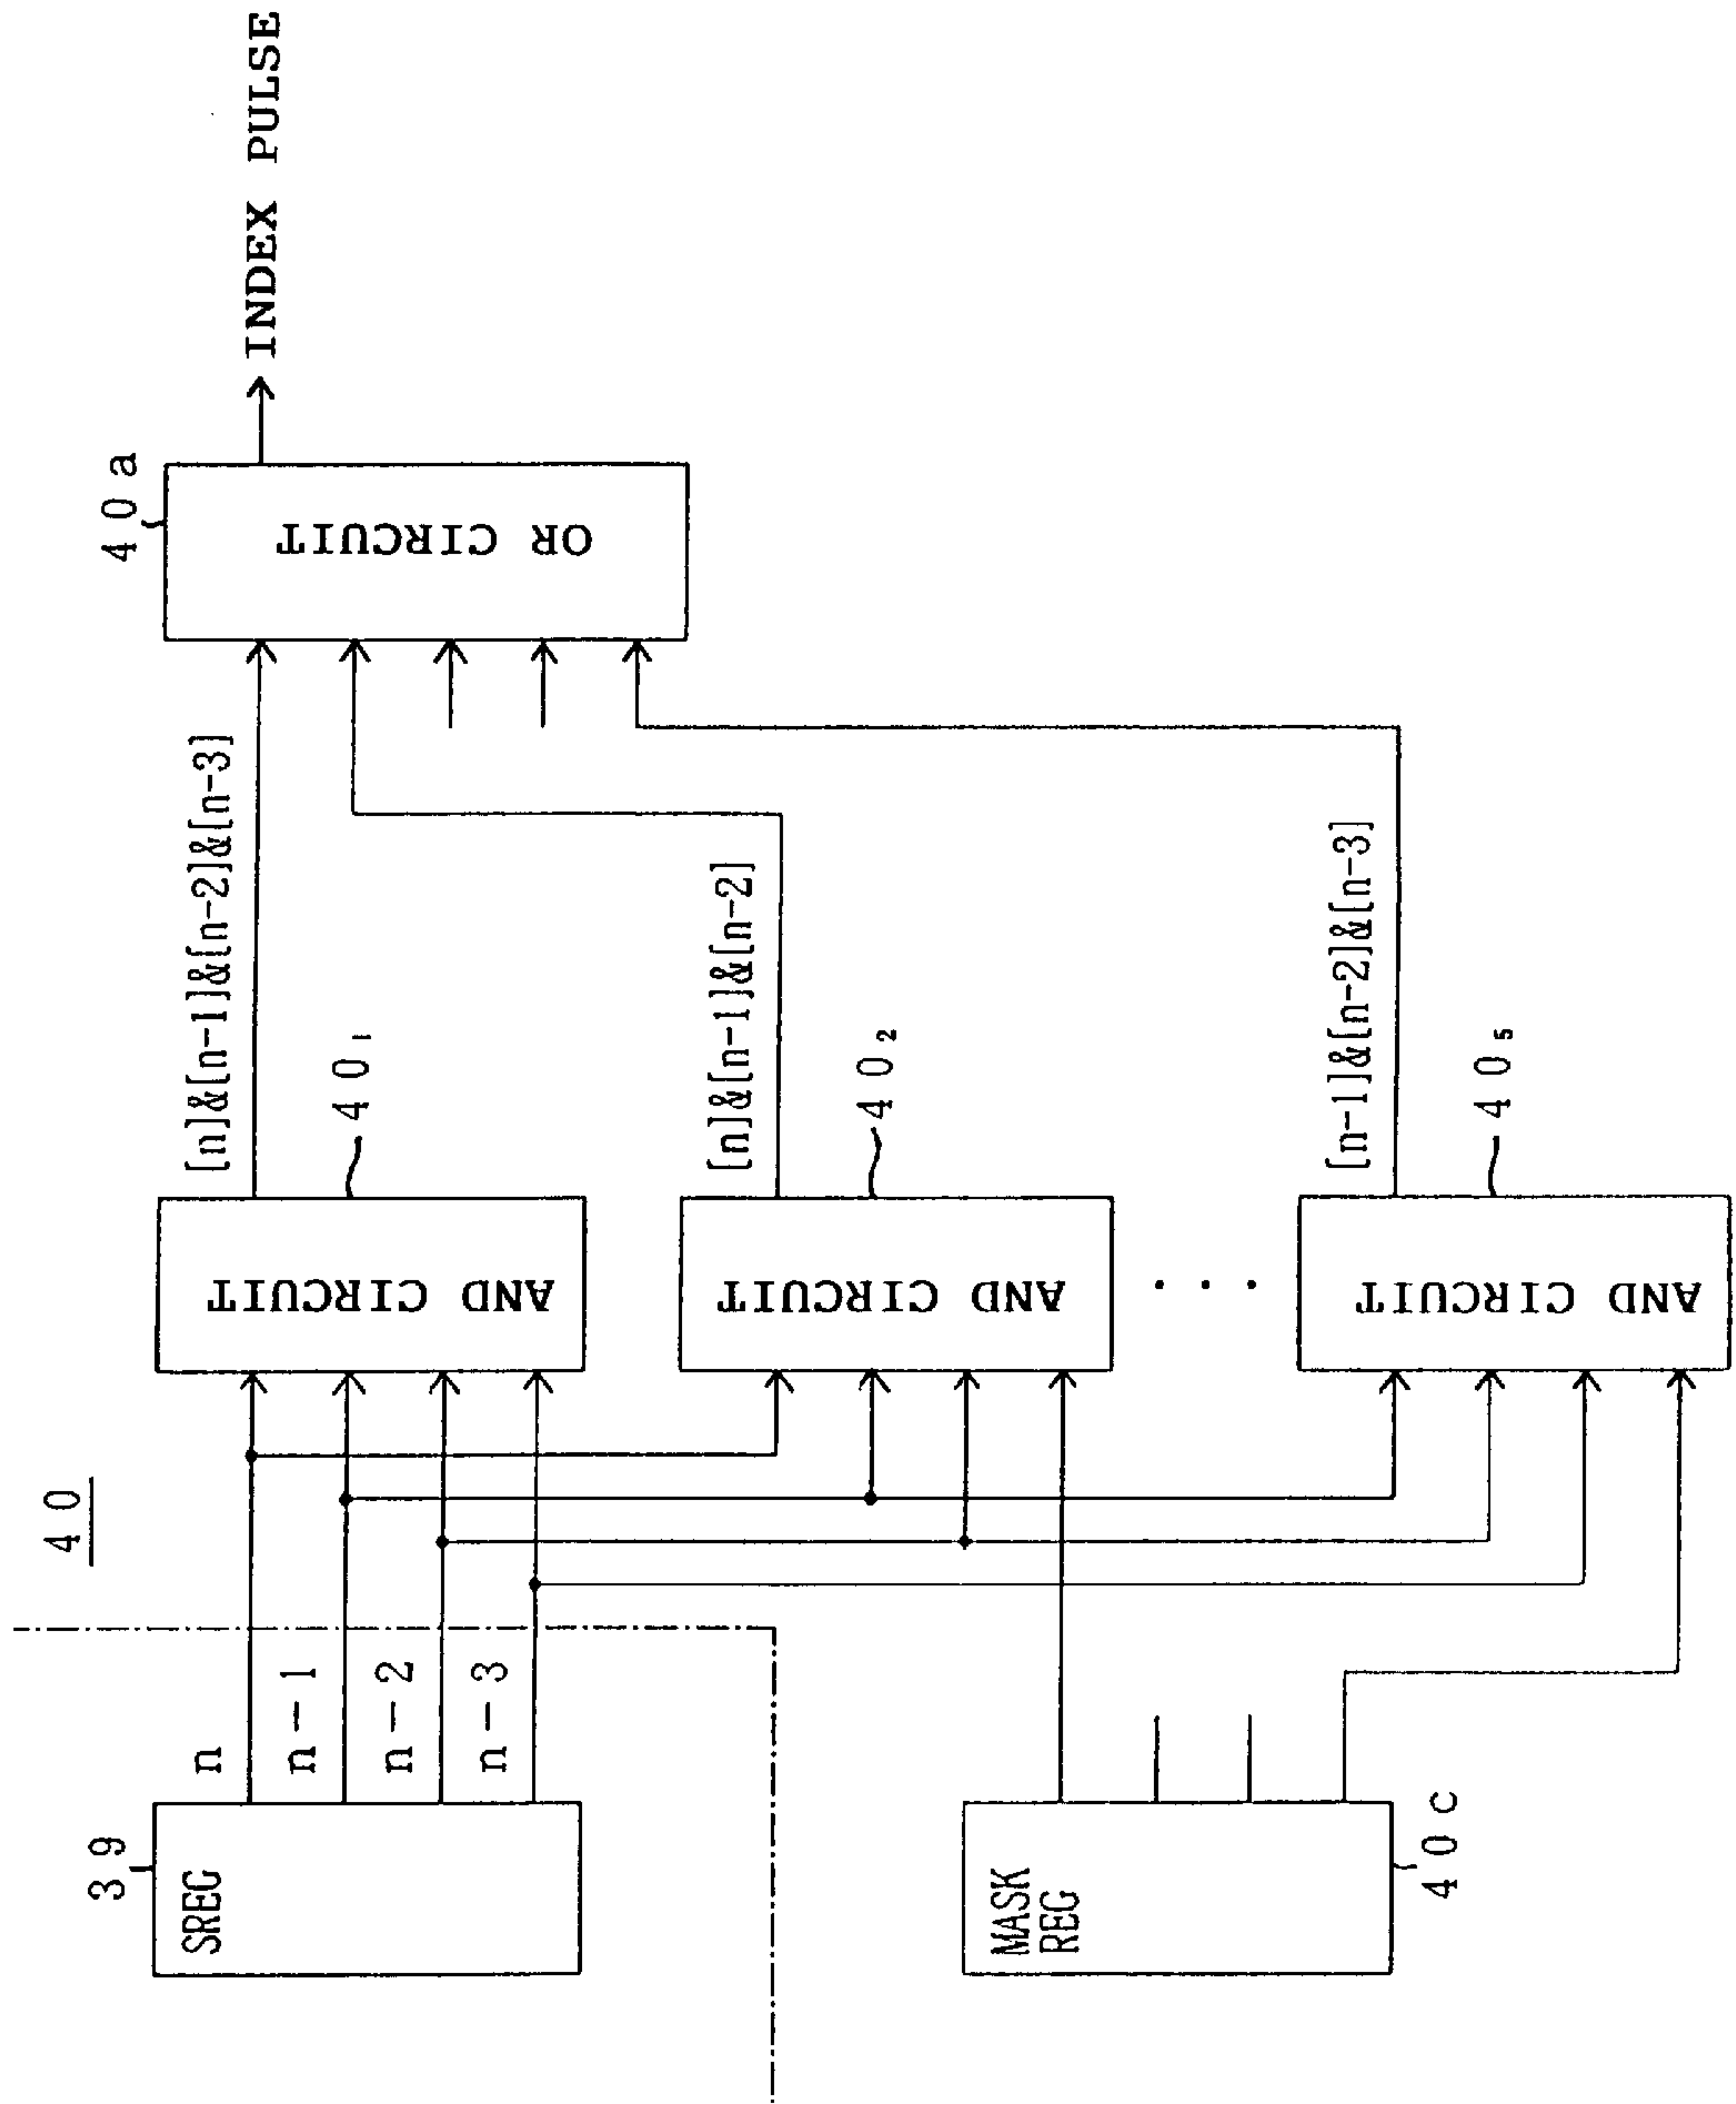 40
39
SREG
n
n-1
n-2
n-3
MASK
REG
40c
AND CIRCUIT
40₁
[n]&[n-1]&[n-2]&[n-3]
AND CIRCUIT
40₂
[n]&[n-1]&[n-2]
. . .
AND CIRCUIT
40₅
[n-1]&[n-2]&[n-3]
OR CIRCUIT
40a
INDEX PULSE